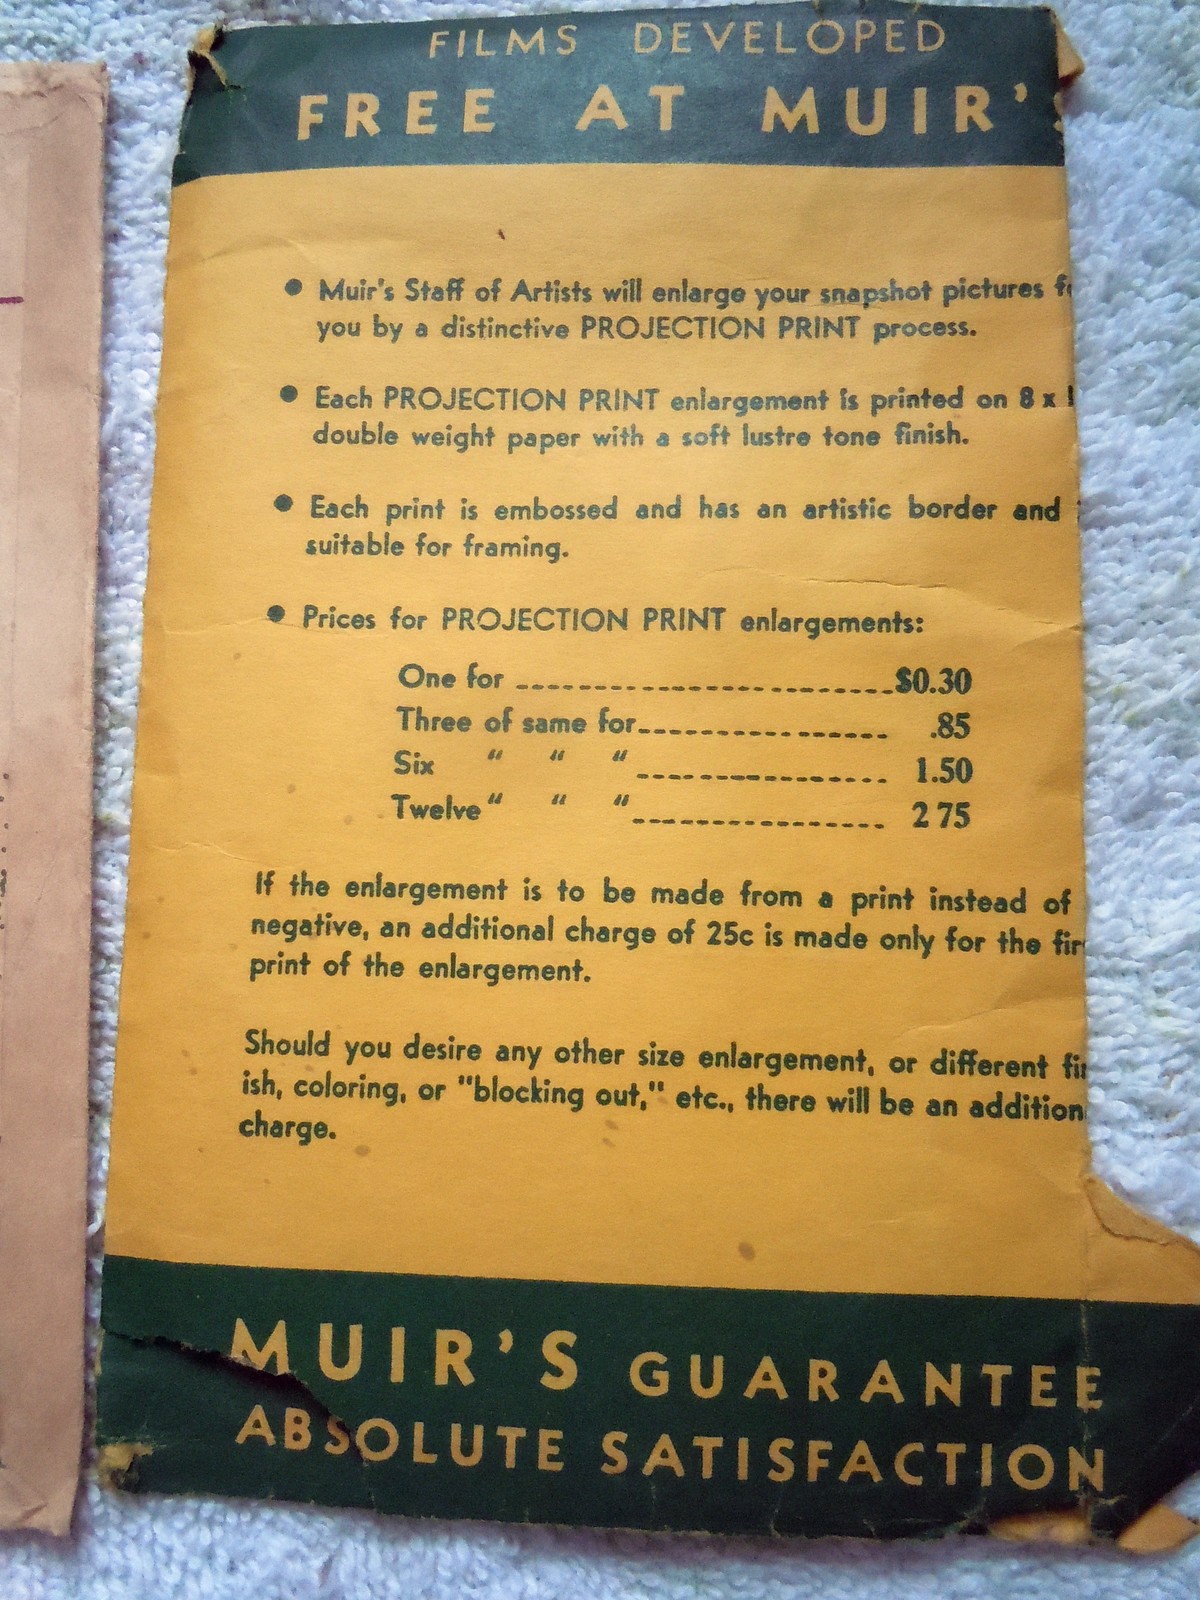 FILMS DEVELOPED
FREE AT MUIR'S
● Muir's Staff of Artists will enlarge your snapshot pictures
you by a distinctive PROJECTION PRINT process.
● Each PROJECTION PRINT enlargement is printed on 8 x
double weight paper with a soft lustre tone finish.
● Each print is embossed and has an artistic border and
suitable for framing.
● Prices for PROJECTION PRINT enlargements:
One for ------------------------$0.30
Three of same for---------------- .85
Six " " "---------------- 1.50
Twelve " " "---------------- 2 75
If the enlargement is to be made from a print instead of
negative, an additional charge of 25c is made only for the
print of the enlargement.
Should you desire any other size enlargement, or different
ish, coloring, or "blocking out," etc., there will be an addition
charge.
MUIR'S GUARANTEE
ABSOLUTE SATISFACTION